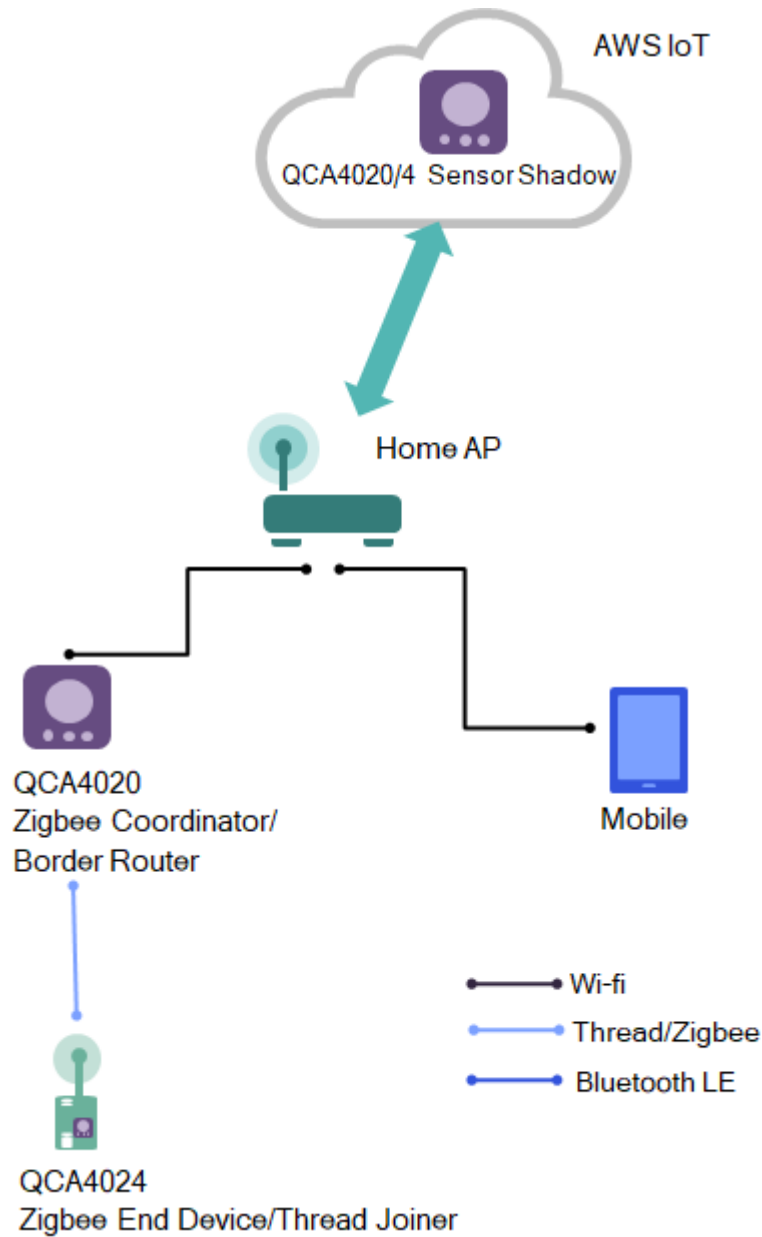 AWS IoT
QCA4020/4 Sensor Shadow
Home AP
QCA4020
Zigbee Coordinator/
Border Router
Mobile
Wi-fi
Thread/Zigbee
Bluetooth LE
QCA4024
Zigbee End Device/Thread Joiner